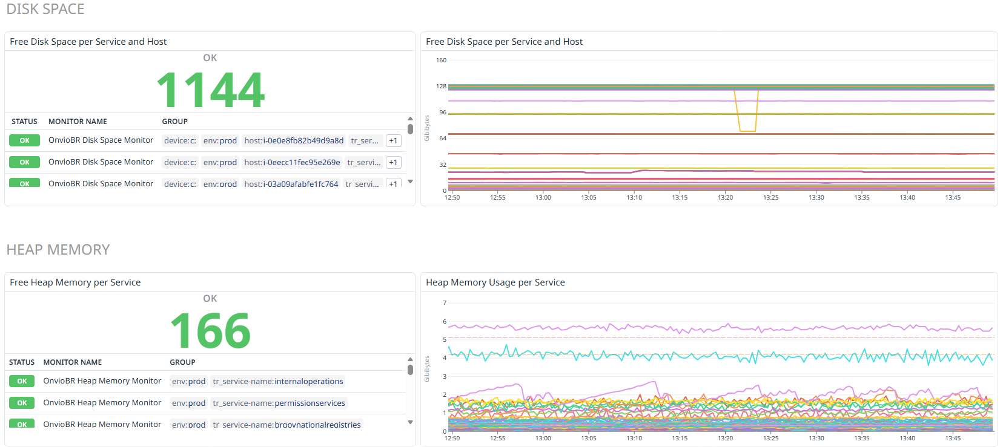 DISK SPACE
Free Disk Space per Service and Host
OK
1144
STATUS MONITOR NAME GROUP
OK OnvioBR Disk Space Monitor device:c: env:prod host:i-0e0e8fb82b49d9a8d tr_ser... +1
OK OnvioBR Disk Space Monitor device:c: env:prod host:i-0eecc11fec95e269e tr_servi... +1
OK OnvioBR Disk Space Monitor device:c: env:prod host:i-03a09afabfe1fc764 tr_servi... +1
Free Disk Space per Service and Host
Gibibytes
160
128
96
64
32
0
12:50 12:55 13:00 13:05 13:10 13:15 13:20 13:25 13:30 13:35 13:40 13:45
HEAP MEMORY
Free Heap Memory per Service
OK
166
STATUS MONITOR NAME GROUP
OK OnvioBR Heap Memory Monitor env:prod tr_service-name:internaloperations
OK OnvioBR Heap Memory Monitor env:prod tr_service-name:permissionservices
OK OnvioBR Heap Memory Monitor env:prod tr_service-name:brgovnationalregistries
Heap Memory Usage per Service
Gibibytes
7
6
5
4
3
2
1
0
12:50 12:55 13:00 13:05 13:10 13:15 13:20 13:25 13:30 13:35 13:40 13:45